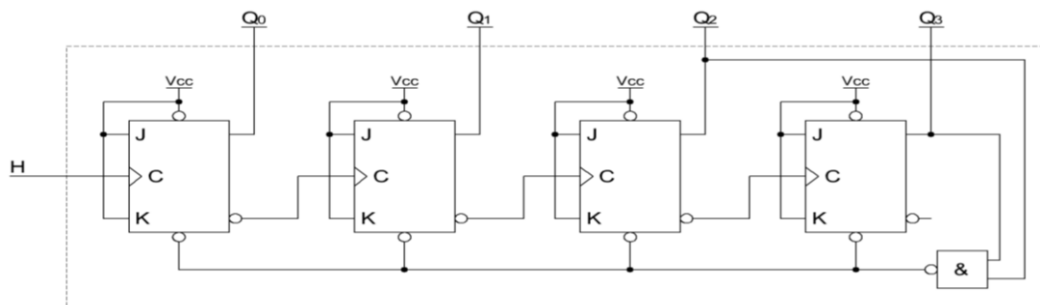 Q0 Q1 Q2 Q3
Vcc Vcc Vcc Vcc
J J J J
H C C C C
K K K K
&